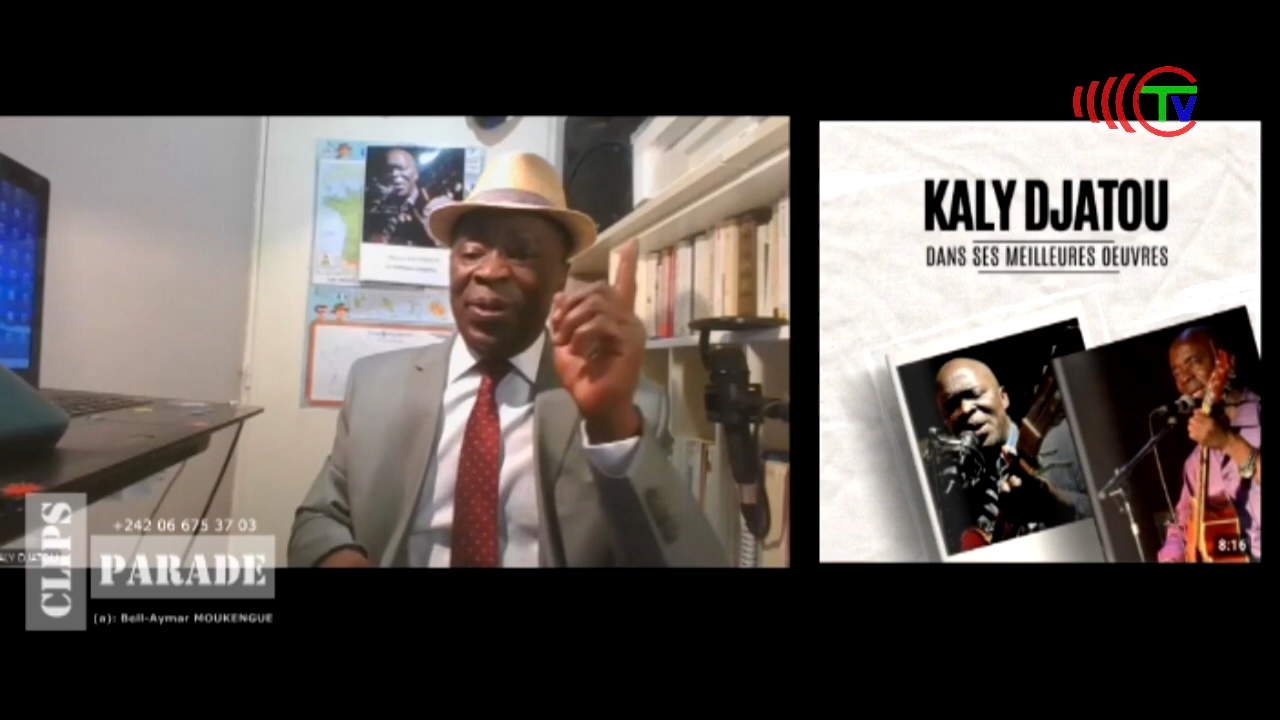 TV
KALY DJATOU
DANS SES MEILLEURES OEUVRES
8:16
+242 06 675 37 03
CLIPS
PARADE
(a): Bell-Aymar MOUKENGUE